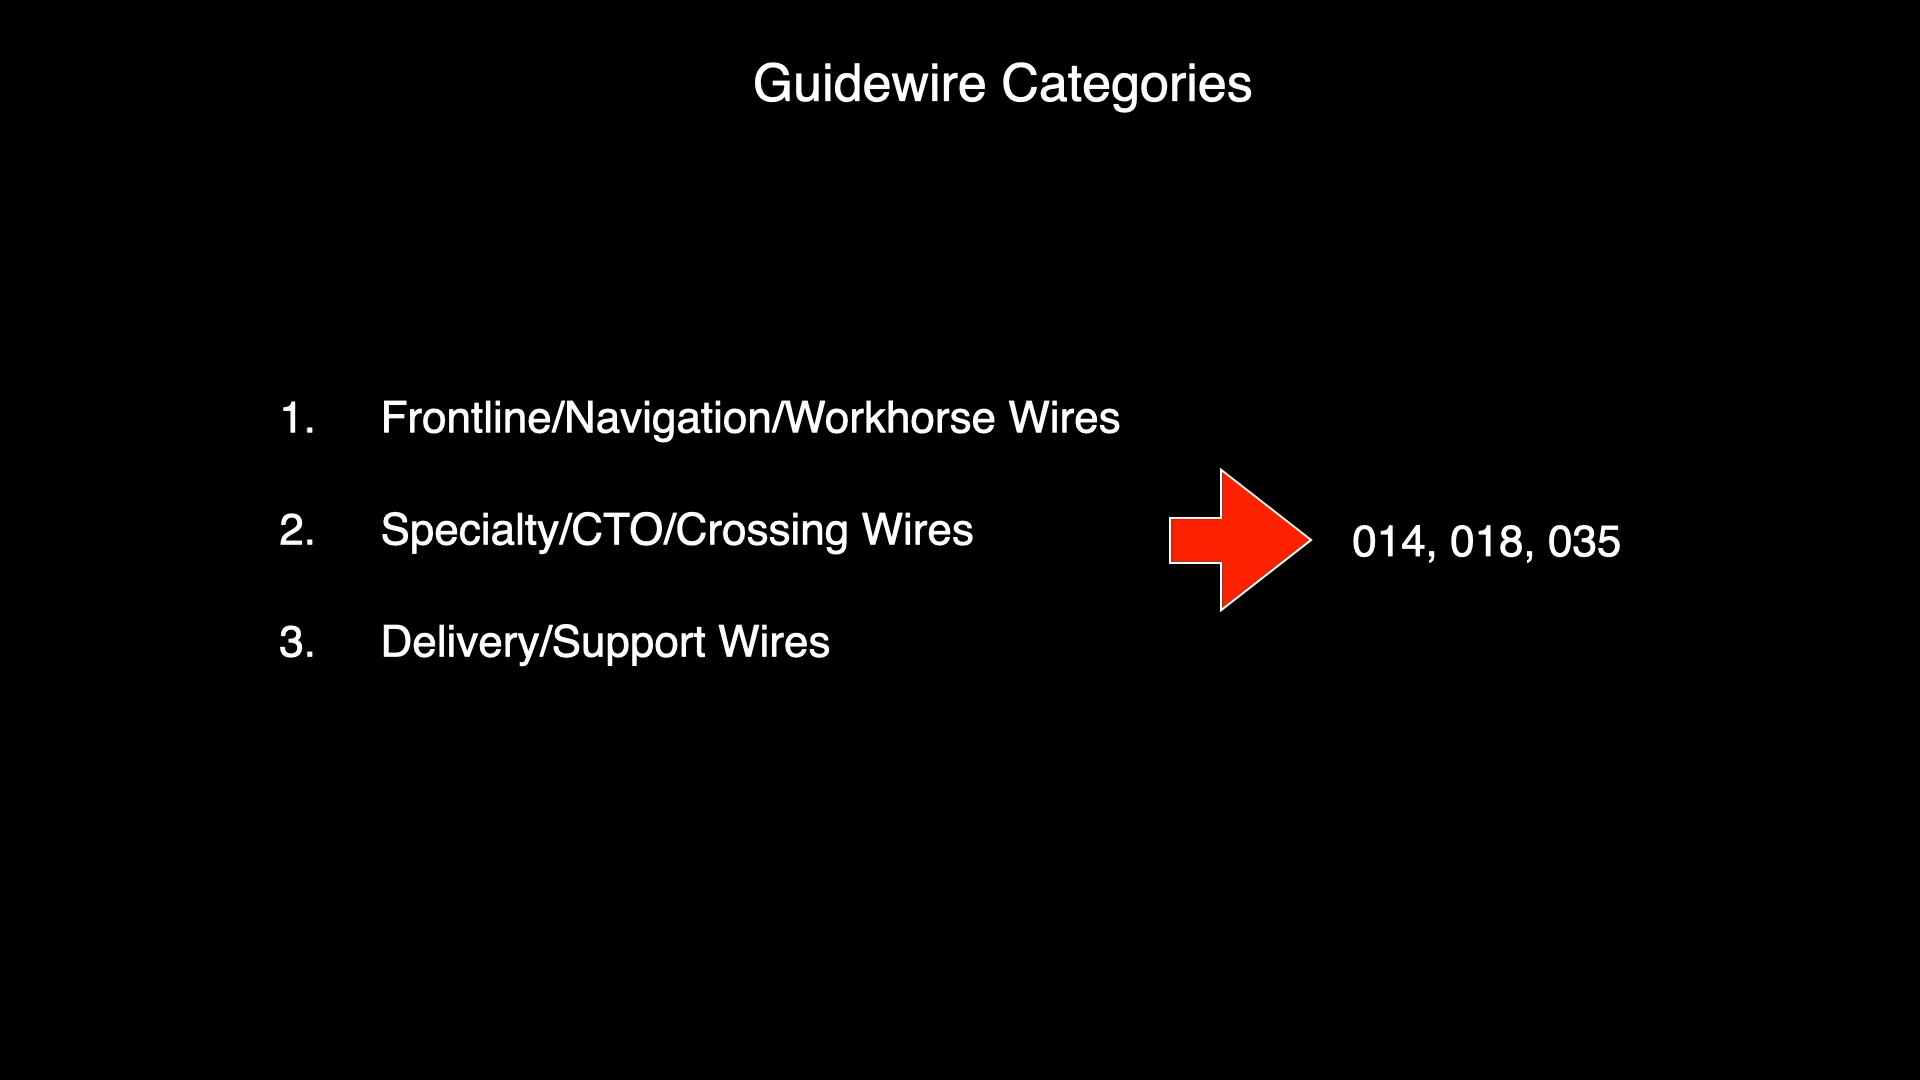 Guidewire Categories
1. Frontline/Navigation/Workhorse Wires
2. Specialty/CTO/Crossing Wires
014, 018, 035
3. Delivery/Support Wires